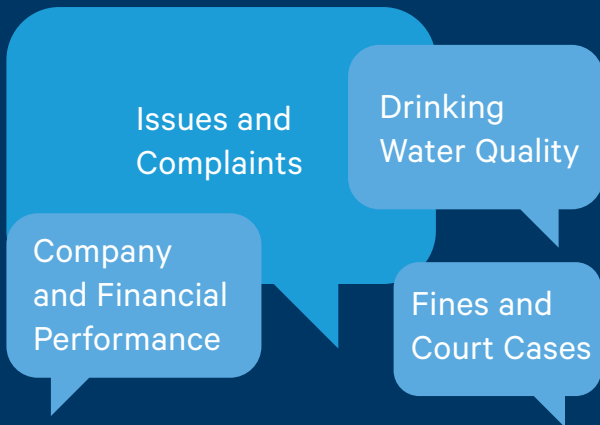 Issues and
Complaints
Drinking
Water Quality
Company
and Financial
Performance
Fines and
Court Cases